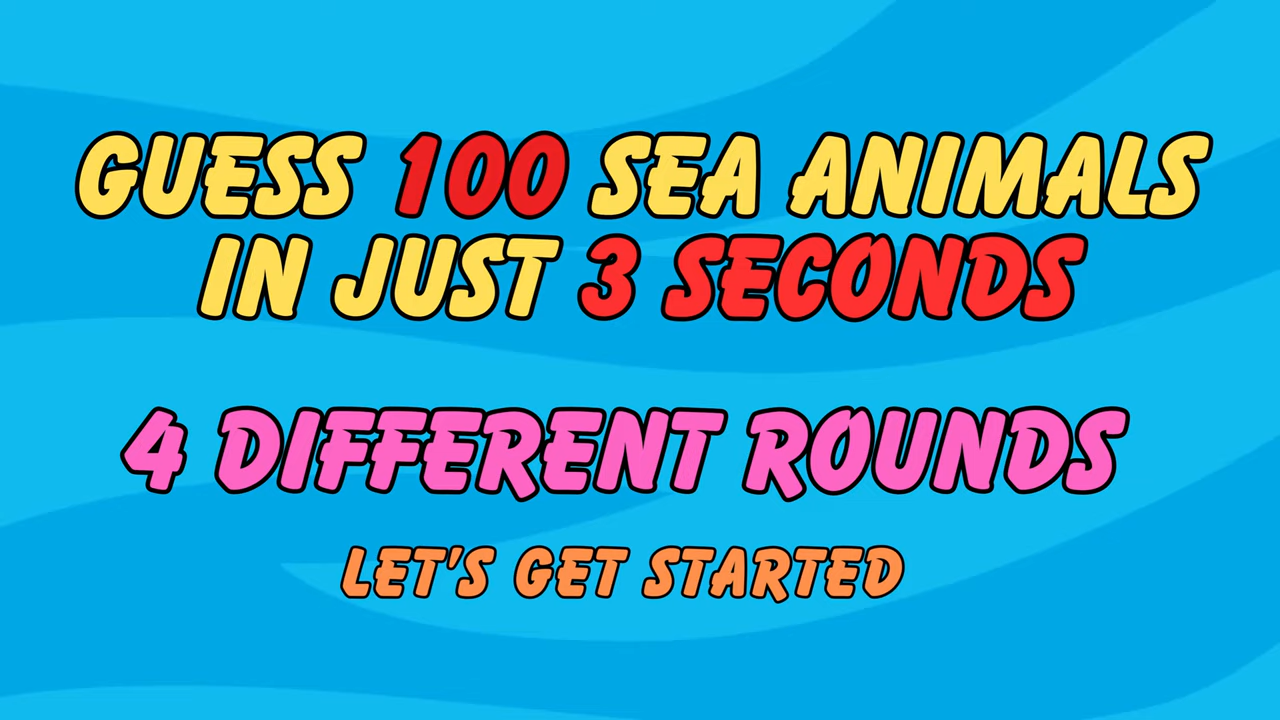 GUESS 100 SEA ANIMALS
IN JUST 3 SECONDS
4 DIFFERENT ROUNDS
LET'S GET STARTED